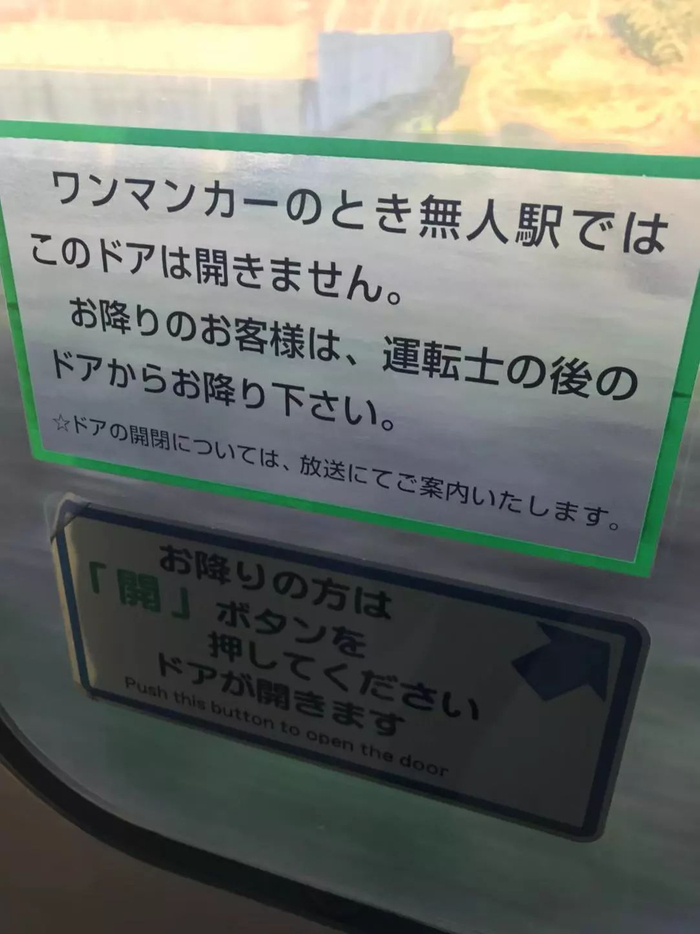 ワンマンカーのとき無人駅では
このドアは開きません。
お降りのお客様は、運転士の後の
ドアからお降り下さい。
☆ドアの開閉については、放送にてご案内いたします。
お降りの方は
「開」ボタンを
押してください
ドアが開きます
Push this button to open the door